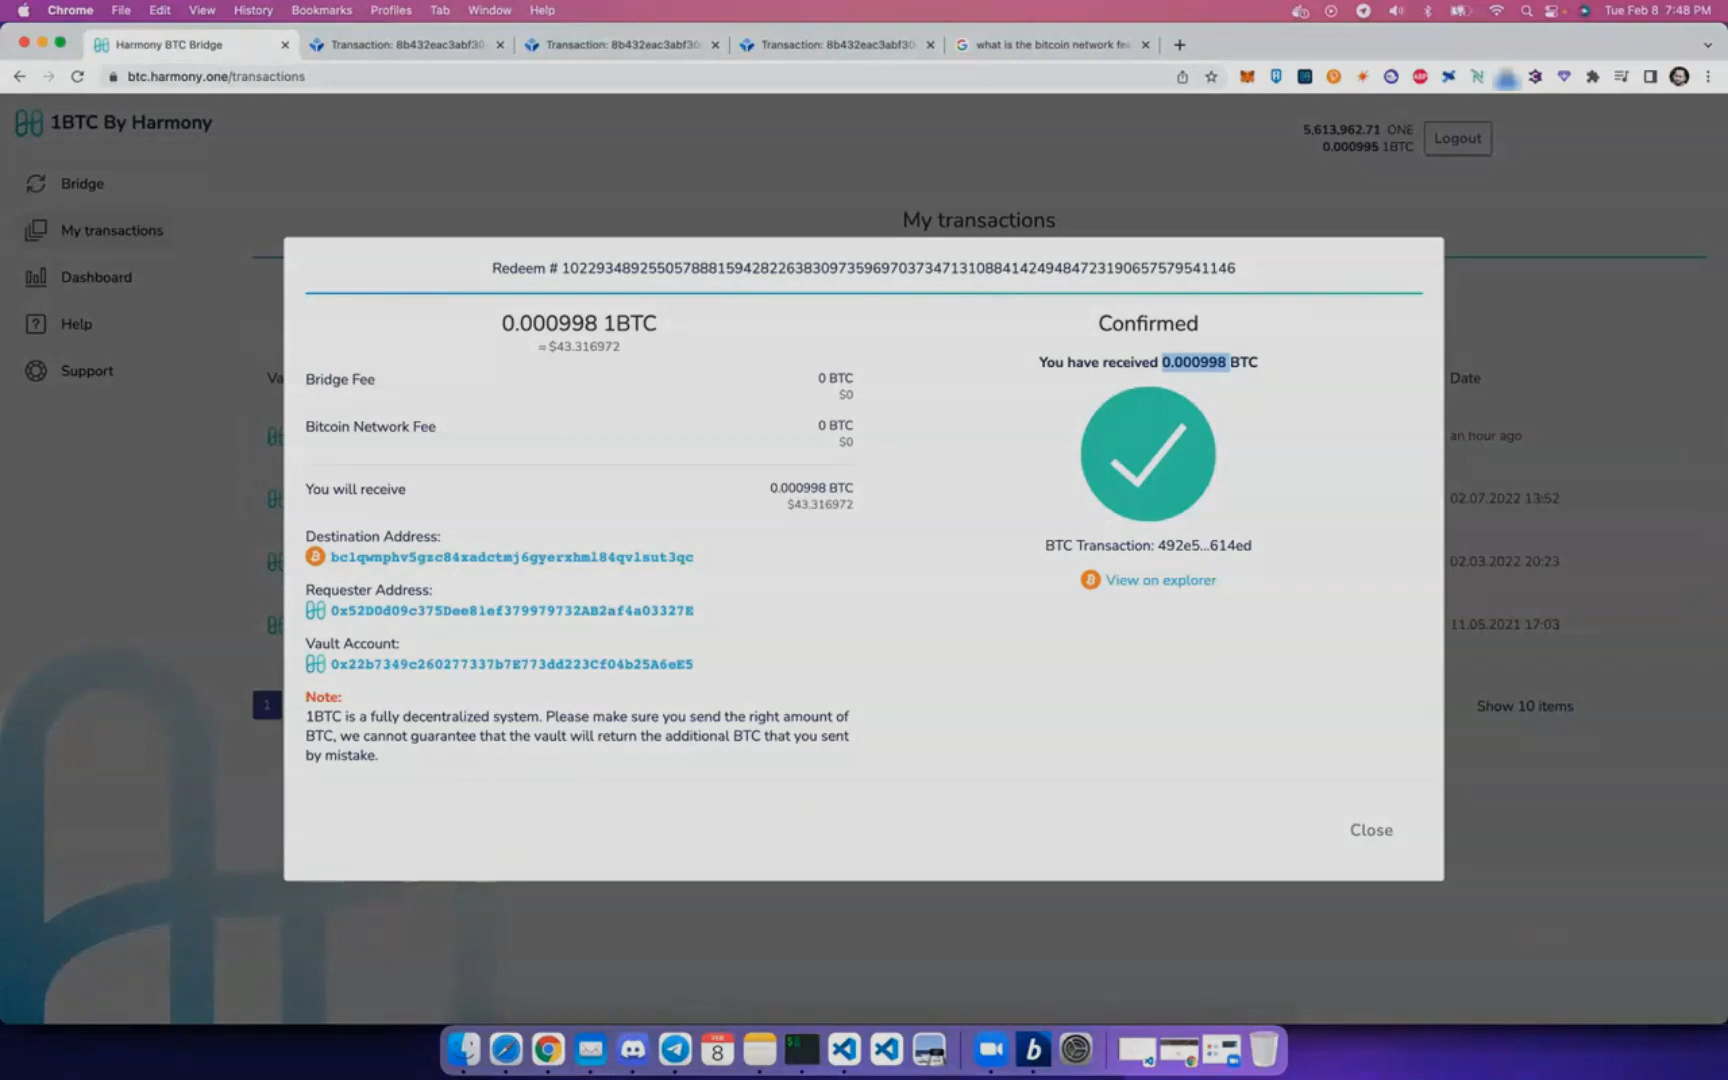 Chrome File Edit View History Bookmarks Profiles Tab Window Help Tue Feb 8 7:48 PM
Harmony BTC Bridge Transaction: 8b432eac3abf30 Transaction: 8b432eac3abf30 Transaction: 8b432eac3abf30 what is the bitcoin network fe
btc.harmony.one/transactions
1BTC By Harmony
5,613,962.71 ONE
0.000995 1BTC
Logout
Bridge
My transactions
Dashboard
Help
Support
My transactions
Redeem # 102293489255057888159428226383097359697037347131088414249484723190657579541146
0.000998 1BTC
≈ $43.316972
Bridge Fee 0 BTC
$0
Bitcoin Network Fee 0 BTC
$0
You will receive 0.000998 BTC
$43.316972
Destination Address:
bc1qwnphv5gzc84xadctmj6gyerxhml84qvlsut3qc
Requester Address:
0x52D0d09c375Dee81ef379979732AB2af4a03327E
Vault Account:
0x22b7349c260277337b7E773dd223Cf04b25A6eE5
Note:
1BTC is a fully decentralized system. Please make sure you send the right amount of
BTC, we cannot guarantee that the vault will return the additional BTC that you sent
by mistake.
Confirmed
You have received 0.000998 BTC
BTC Transaction: 492e5...614ed
View on explorer
Close
Va
Date
an hour ago
02.07.2022 13:52
02.03.2022 20:23
11.05.2021 17:03
1
Show 10 items
FEB
8